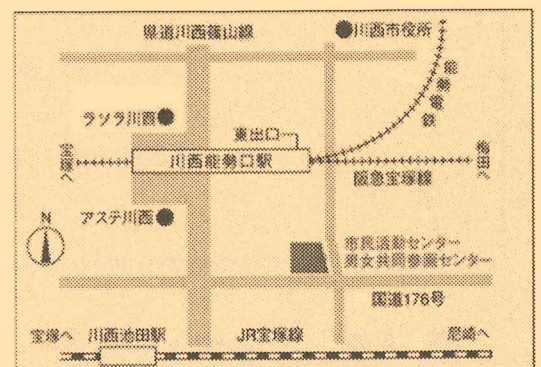 県道川西篠山線
川西市役所
能勢電鉄
ラソラ川西
東出口
宝塚へ
川西能勢口駅
梅田へ
阪急宝塚線
アステ川西
N
市民活動センター
男女共同参画センター
国道176号
宝塚へ
川西池田駅
JR宝塚線
尼崎へ